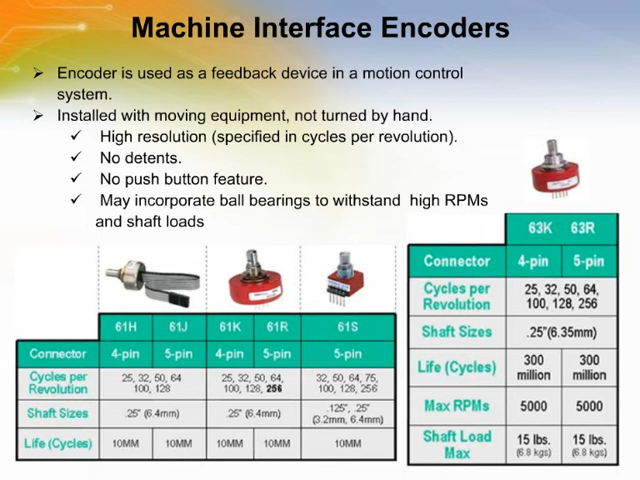 Machine Interface Encoders
➢ Encoder is used as a feedback device in a motion control
system.
➢ Installed with moving equipment, not turned by hand.
✓ High resolution (specified in cycles per revolution).
✓ No detents.
✓ No push button feature.
✓ May incorporate ball bearings to withstand high RPMs
and shaft loads
61H 61J 61K 61R 61S
Connector 4-pin 5-pin 4-pin 5-pin 5-pin
Cycles per Revolution 25, 32, 50, 64 100, 128 25, 32, 50, 64, 100, 128, 256 32, 50, 64, 75, 100, 128, 256
Shaft Sizes .25" (6.4mm) .25" (6.4mm) .125", .25" (3.2mm, 6.4mm)
Life (Cycles) 10MM 10MM 10MM 10MM 10MM
63K 63R
Connector 4-pin 5-pin
Cycles per Revolution 25, 32, 50, 64, 100, 128, 256
Shaft Sizes .25"(6.35mm)
Life (Cycles) 300 million 300 million
Max RPMs 5000 5000
Shaft Load Max 15 lbs. (6.8 kgs) 15 lbs. (6.8 kgs)